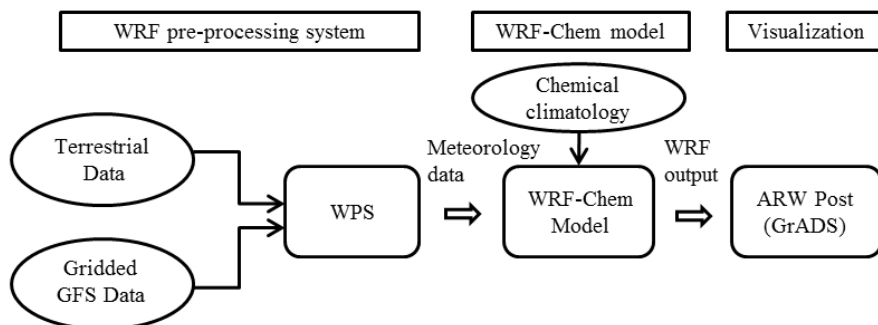 WRF pre-processing system
WRF-Chem model
Visualization
Chemical
climatology
Terrestrial
Data
Meteorology
data
WRF
output
WPS
WRF-Chem
Model
ARW Post
(GrADS)
Gridded
GFS Data